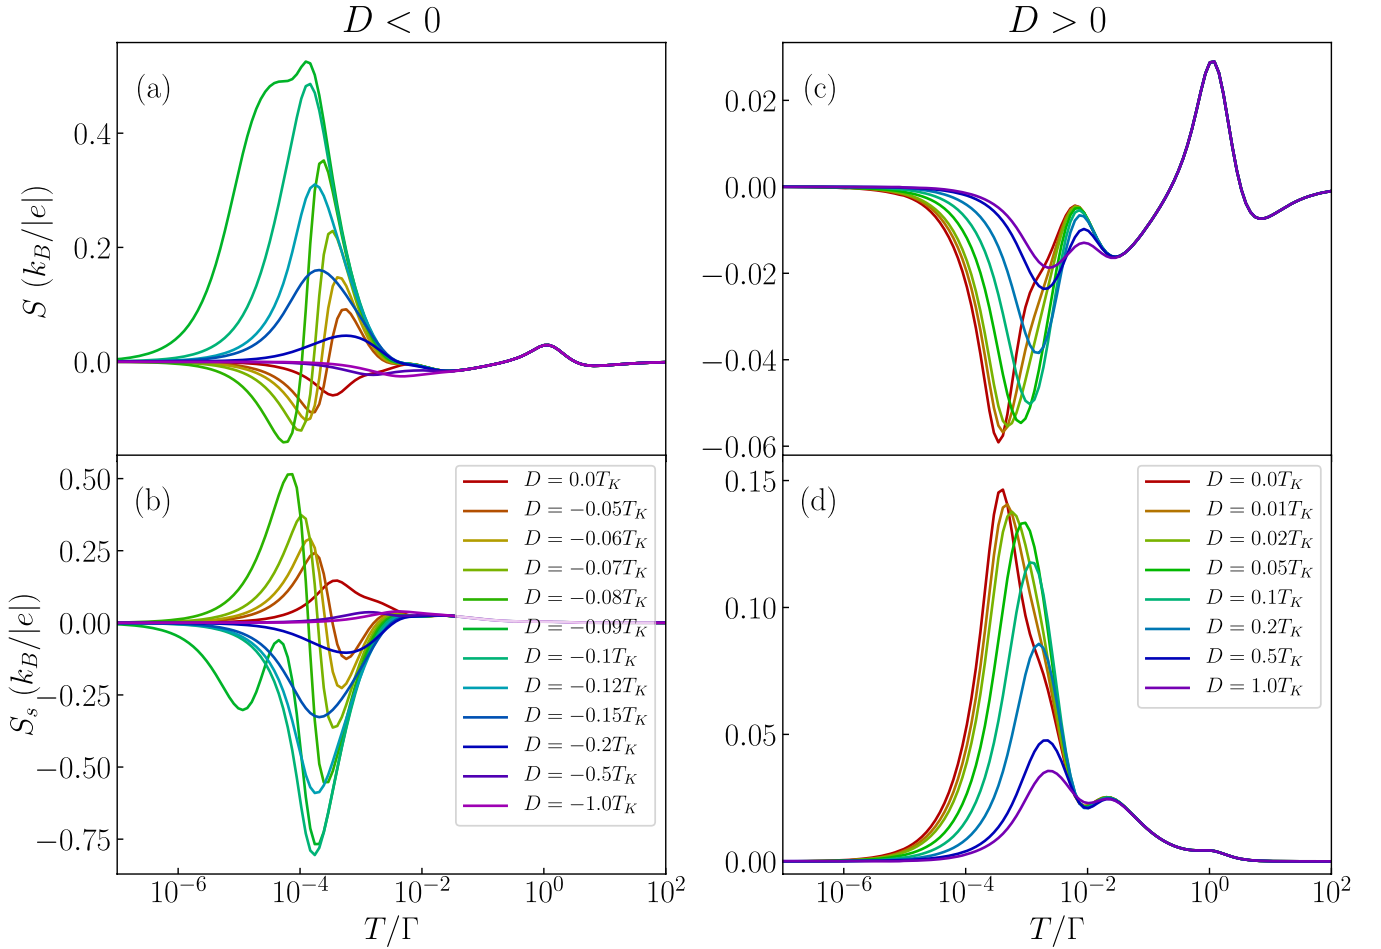 D < 0
D > 0
(a)
(c)
0.4
0.2
0.0
S (k_B/|e|)
0.02
0.00
−0.02
−0.04
−0.06
(b)
(d)
0.50
0.25
0.00
−0.25
−0.50
−0.75
S_s (k_B/|e|)
D = 0.0T_K
D = −0.05T_K
D = −0.06T_K
D = −0.07T_K
D = −0.08T_K
D = −0.09T_K
D = −0.1T_K
D = −0.12T_K
D = −0.15T_K
D = −0.2T_K
D = −0.5T_K
D = −1.0T_K
0.15
0.10
0.05
0.00
D = 0.0T_K
D = 0.01T_K
D = 0.02T_K
D = 0.05T_K
D = 0.1T_K
D = 0.2T_K
D = 0.5T_K
D = 1.0T_K
10^{−6} 10^{−4} 10^{−2} 10^{0} 10^{2}
10^{−6} 10^{−4} 10^{−2} 10^{0} 10^{2}
T/Γ
T/Γ